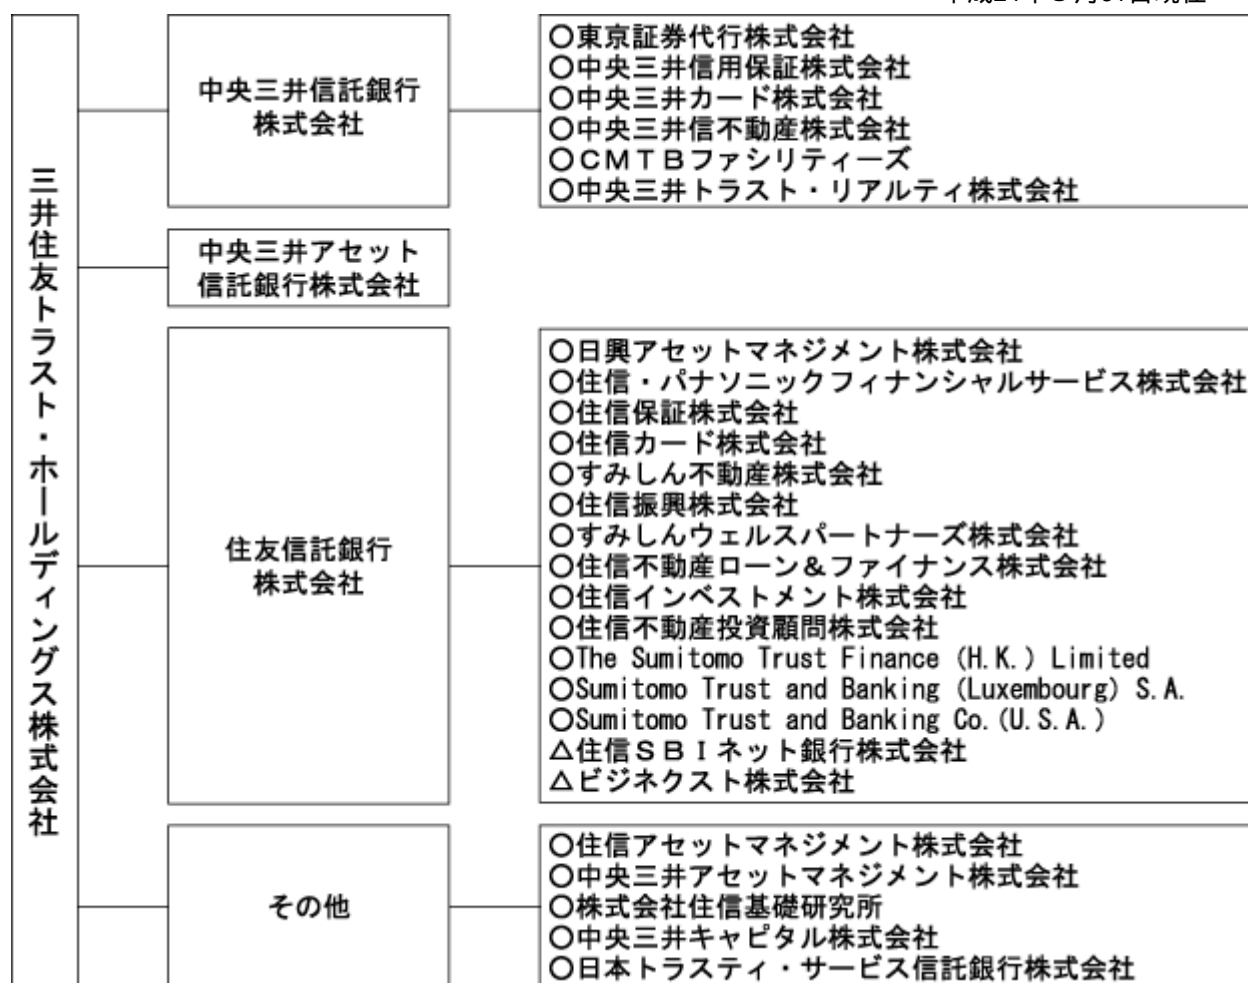 三井住友トラスト・ホールディングス株式会社
中央三井信託銀行
株式会社
○東京証券代行株式会社
○中央三井信用保証株式会社
○中央三井カード株式会社
○中央三井信不動産株式会社
○ＣＭＴＢファシリティーズ
○中央三井トラスト・リアルティ株式会社
中央三井アセット
信託銀行株式会社
住友信託銀行
株式会社
○日興アセットマネジメント株式会社
○住信・パナソニックフィナンシャルサービス株式会社
○住信保証株式会社
○住信カード株式会社
○すみしん不動産株式会社
○住信振興株式会社
○すみしんウェルスパートナーズ株式会社
○住信不動産ローン＆ファイナンス株式会社
○住信インベストメント株式会社
○住信不動産投資顧問株式会社
○The Sumitomo Trust Finance (H.K.) Limited
○Sumitomo Trust and Banking (Luxembourg) S.A.
○Sumitomo Trust and Banking Co.(U.S.A.)
△住信ＳＢＩネット銀行株式会社
△ビジネクスト株式会社
その他
○住信アセットマネジメント株式会社
○中央三井アセットマネジメント株式会社
○株式会社住信基礎研究所
○中央三井キャピタル株式会社
○日本トラスティ・サービス信託銀行株式会社